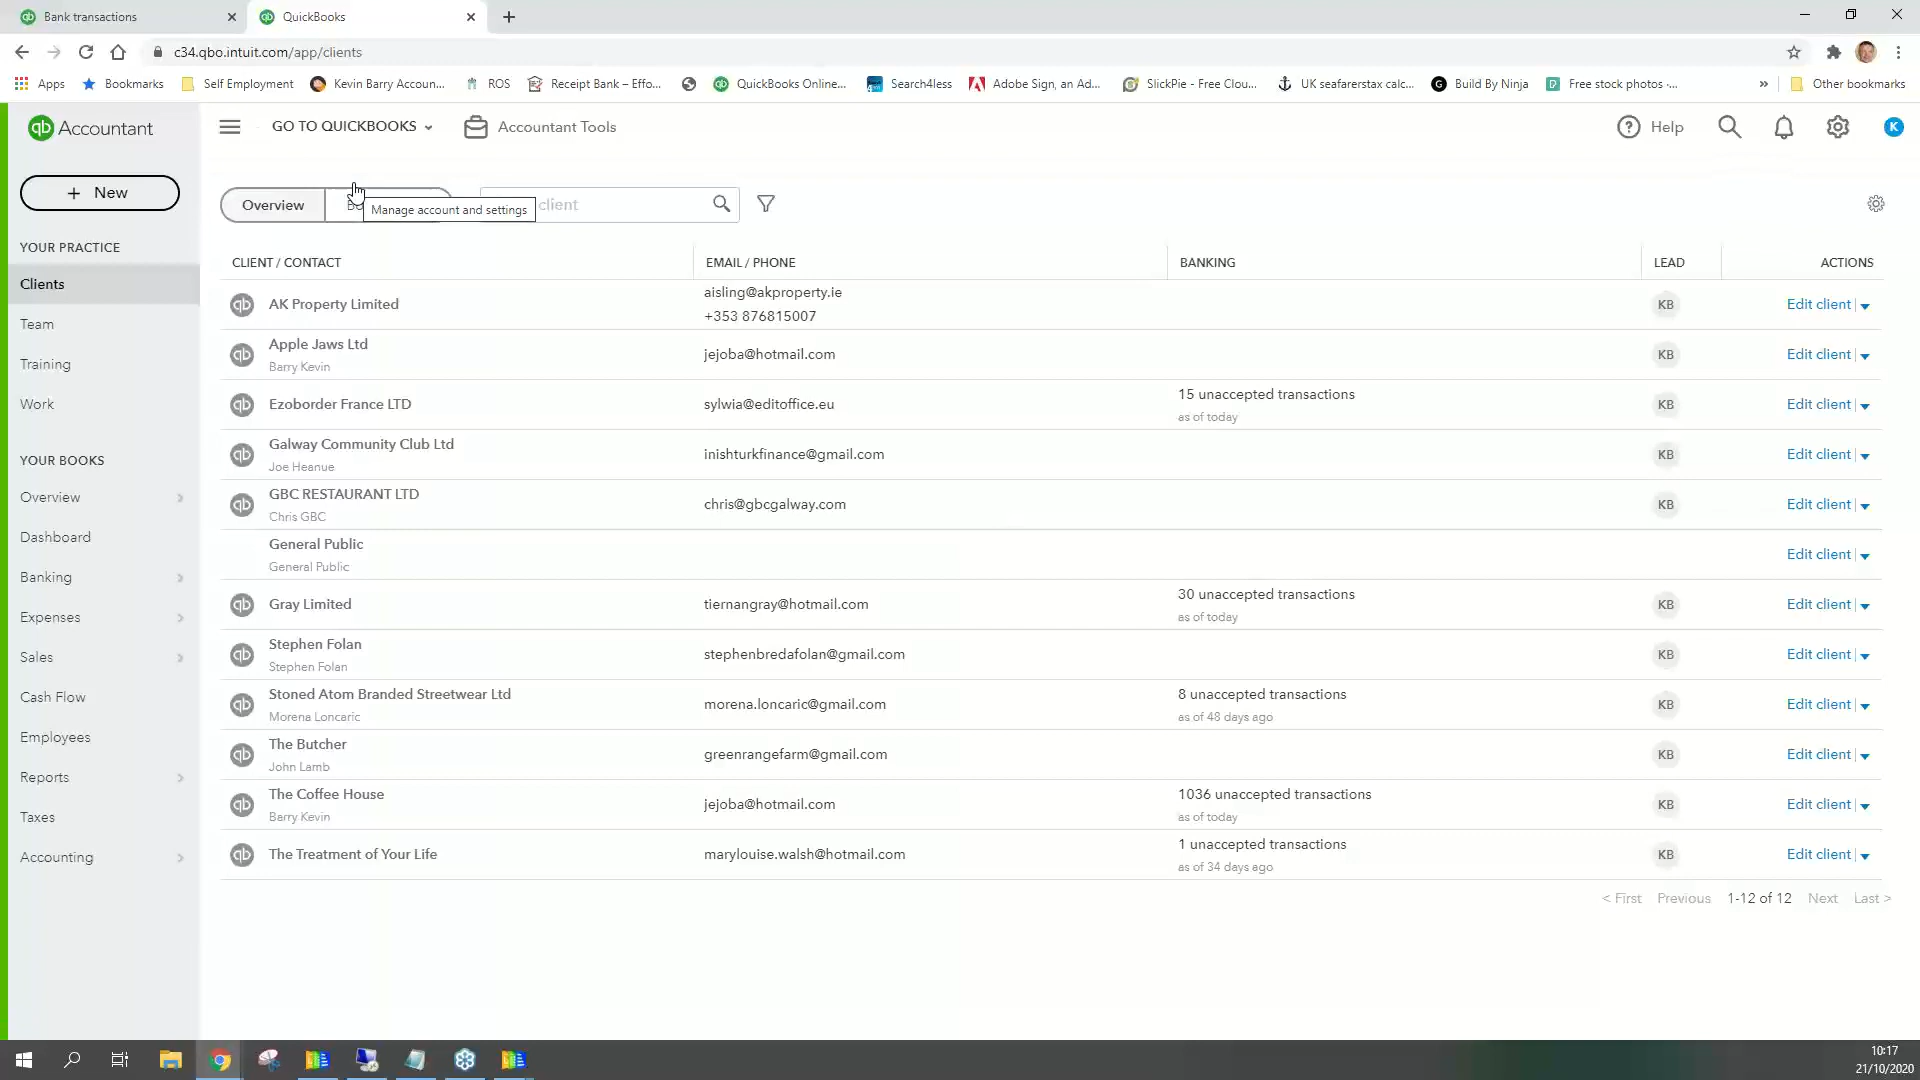 Bank transactions
QuickBooks
c34.qbo.intuit.com/app/clients
Apps
Bookmarks
Self Employment
Kevin Barry Accoun...
ROS
Receipt Bank – Effo...
QuickBooks Online...
Search4less
Adobe Sign, an Ad...
SlickPie - Free Clou...
UK seafarerstax calc...
Build By Ninja
Free stock photos -...
»
Other bookmarks
qb Accountant
GO TO QUICKBOOKS
Accountant Tools
Help
K
+ New
YOUR PRACTICE
Clients
Team
Training
Work
YOUR BOOKS
Overview
Dashboard
Banking
Expenses
Sales
Cash Flow
Employees
Reports
Taxes
Accounting
Overview
client
Manage account and settings
CLIENT / CONTACT EMAIL / PHONE BANKING LEAD ACTIONS
AK Property Limited
aisling@akproperty.ie
+353 876815007
KB
Edit client
Apple Jaws Ltd
Barry Kevin
jejoba@hotmail.com
KB
Edit client
Ezoborder France LTD
sylwia@editoffice.eu
15 unaccepted transactions
as of today
KB
Edit client
Galway Community Club Ltd
Joe Heanue
inishturkfinance@gmail.com
KB
Edit client
GBC RESTAURANT LTD
Chris GBC
chris@gbcgalway.com
KB
Edit client
General Public
General Public
Edit client
Gray Limited
tiernangray@hotmail.com
30 unaccepted transactions
as of today
KB
Edit client
Stephen Folan
Stephen Folan
stephenbredafolan@gmail.com
KB
Edit client
Stoned Atom Branded Streetwear Ltd
Morena Loncaric
morena.loncaric@gmail.com
8 unaccepted transactions
as of 48 days ago
KB
Edit client
The Butcher
John Lamb
greenrangefarm@gmail.com
KB
Edit client
The Coffee House
Barry Kevin
jejoba@hotmail.com
1036 unaccepted transactions
as of today
KB
Edit client
The Treatment of Your Life
marylouise.walsh@hotmail.com
1 unaccepted transactions
as of 34 days ago
KB
Edit client
< First Previous 1-12 of 12 Next Last >
10:17
21/10/2020